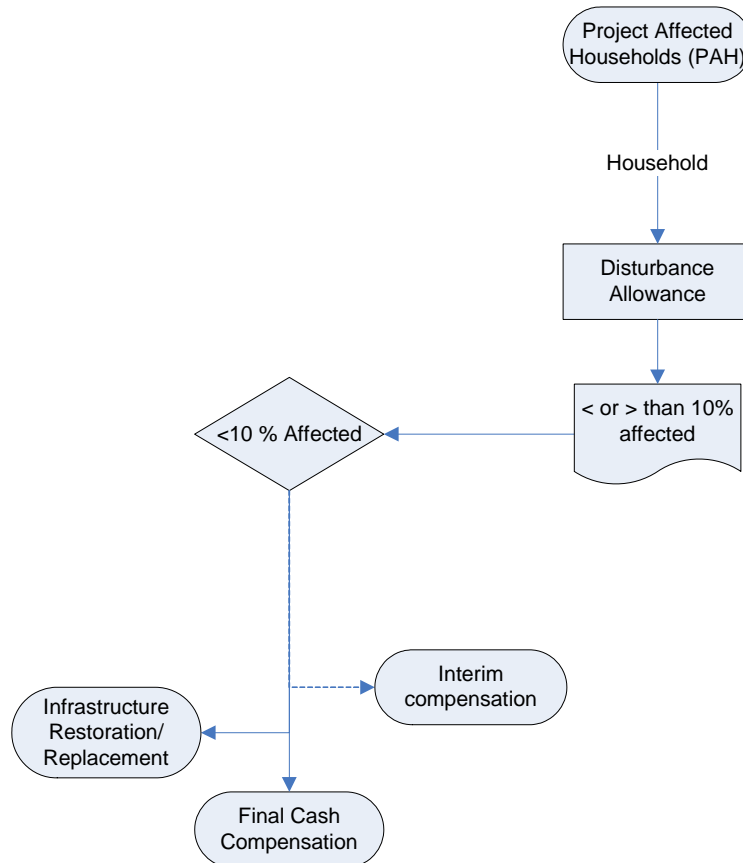 Project Affected
Households (PAH)
Household
Disturbance
Allowance
< or > than 10%
affected
<10 % Affected
Interim
compensation
Infrastructure
Restoration/
Replacement
Final Cash
Compensation